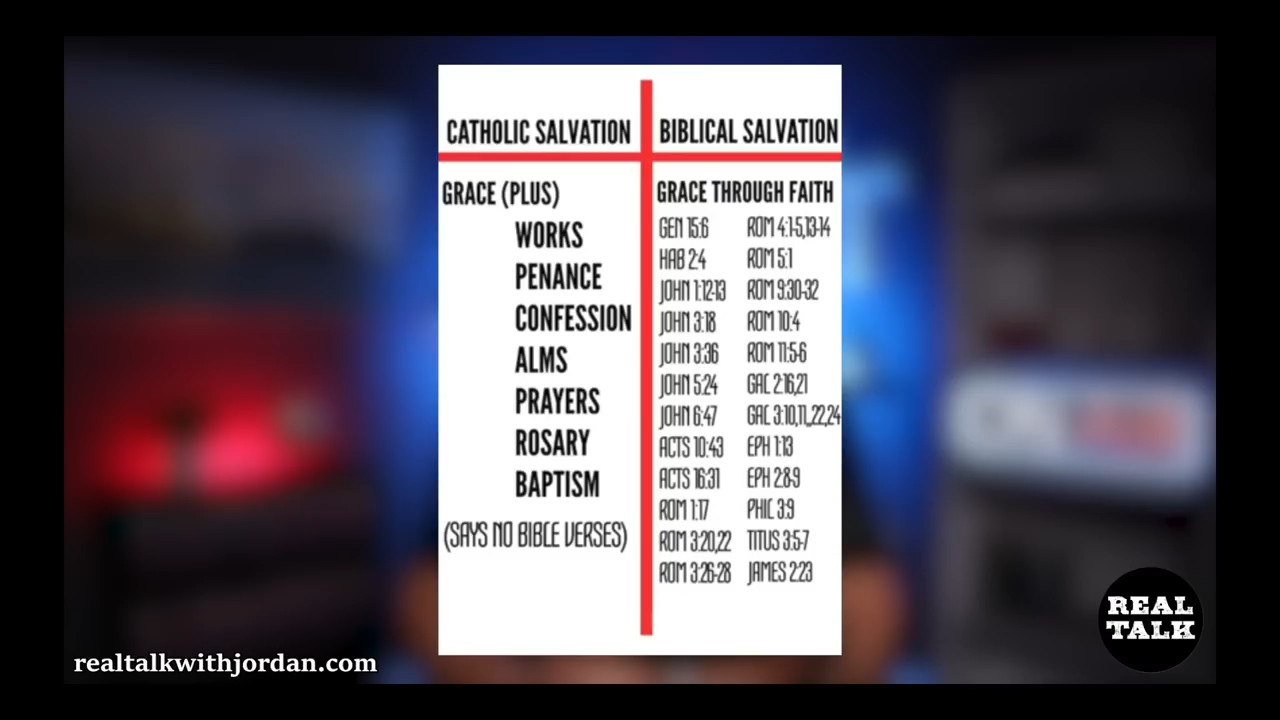 CATHOLIC SALVATION
GRACE (PLUS)
WORKS
PENANCE
CONFESSION
ALMS
PRAYERS
ROSARY
BAPTISM
(SAYS NO BIBLE VERSES)
BIBLICAL SALVATION
GRACE THROUGH FAITH
GEN 15:6
HAB 2:4
JOHN 1:12-13
JOHN 3:18
JOHN 3:36
JOHN 5:24
JOHN 6:47
ACTS 10:43
ACTS 16:31
ROM 1:17
ROM 3:20,22
ROM 3:26-28
ROM 4:1-5,13-14
ROM 5:1
ROM 9:30-32
ROM 10:4
ROM 11:5-6
GAL 2:16,21
GAL 3:10,11,,22,24
EPH 1:13
EPH 2:8-9
PHIL 3:9
TITUS 3:5-7
JAMES 2:23
realtalkwithjordan.com
REAL
TALK